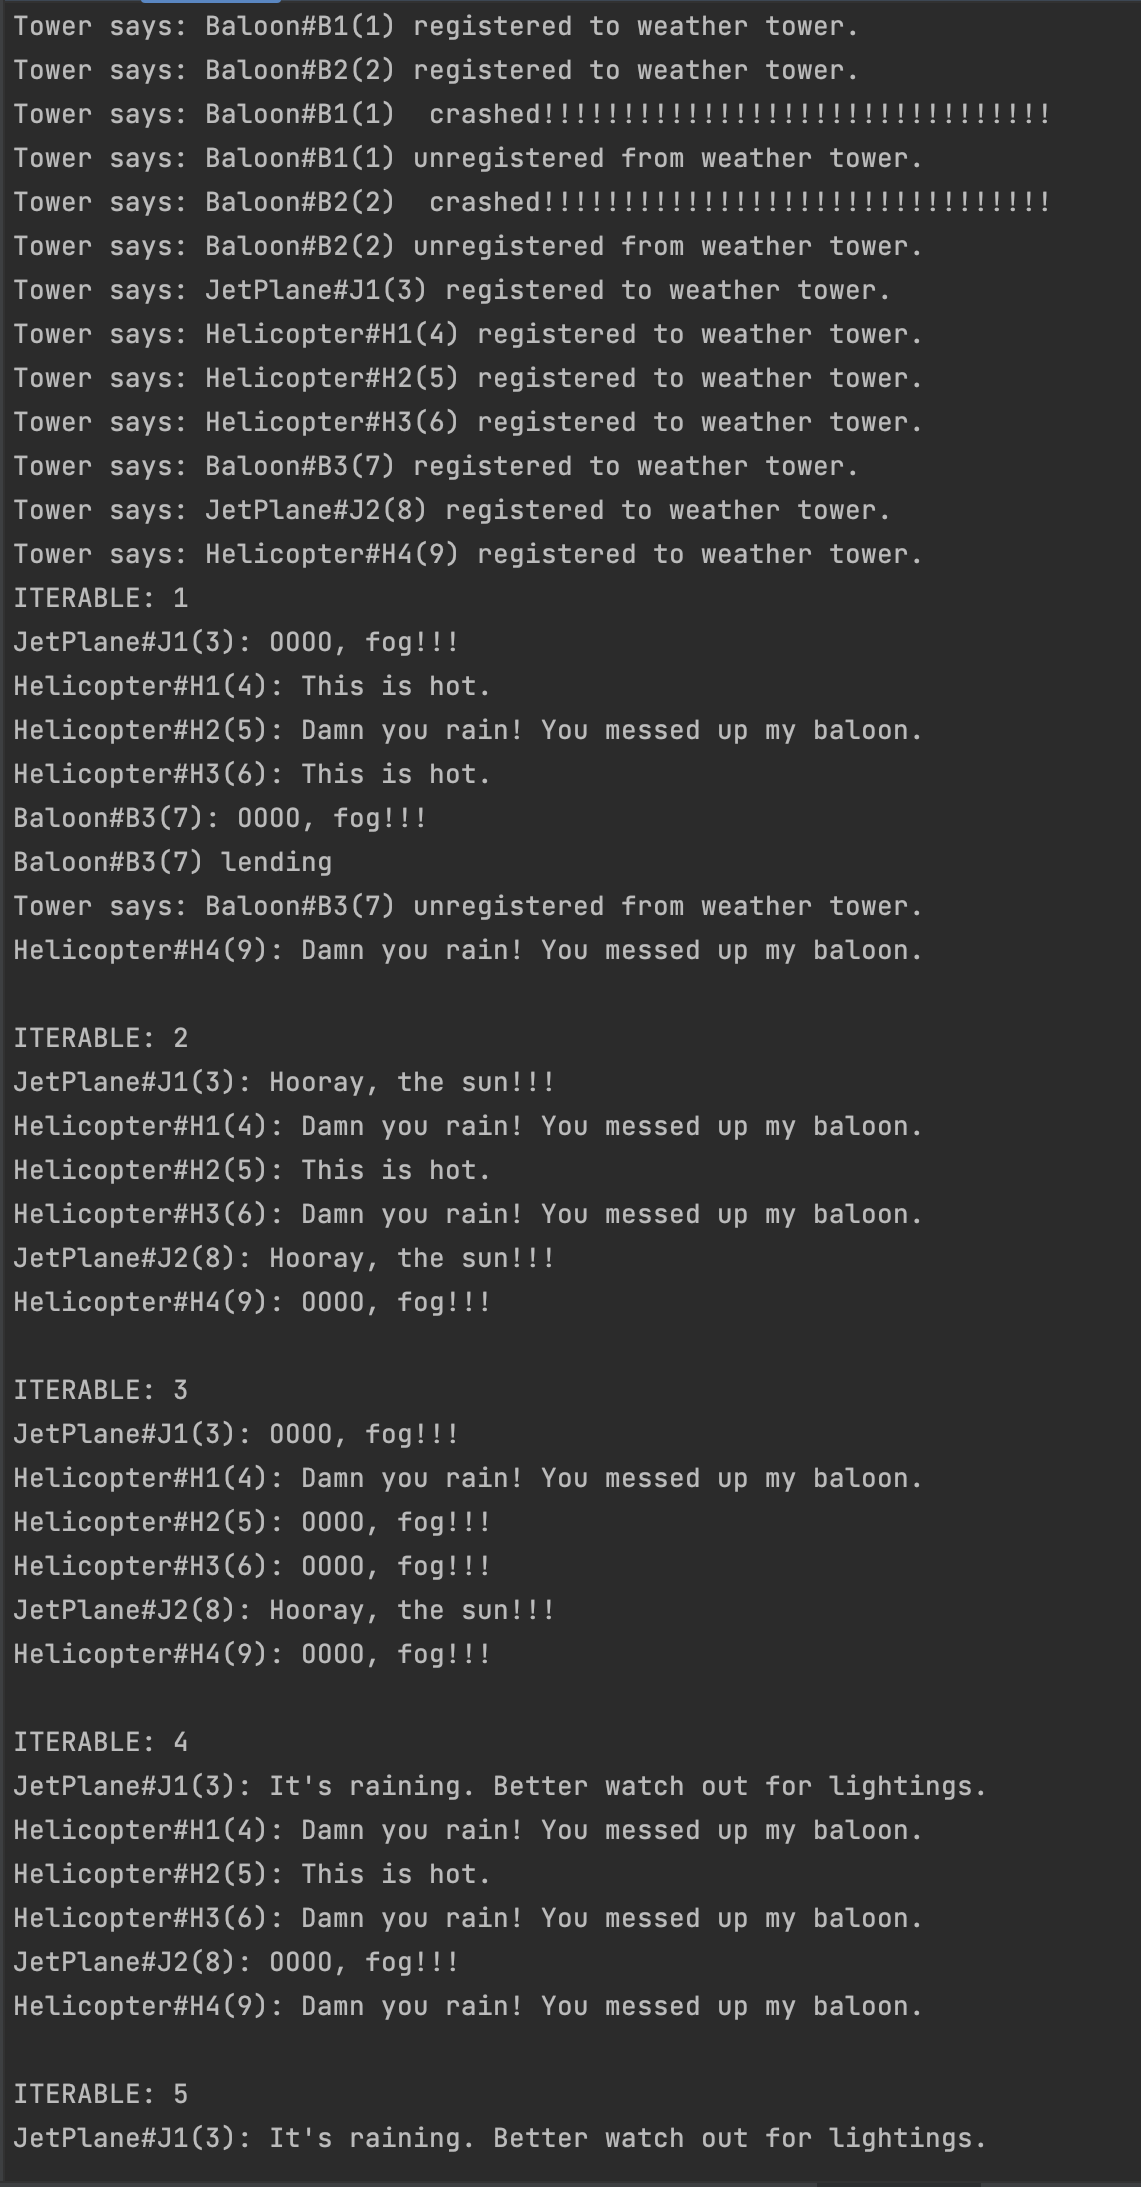 Tower says: Baloon#B1(1) registered to weather tower.
Tower says: Baloon#B2(2) registered to weather tower.
Tower says: Baloon#B1(1)  crashed!!!!!!!!!!!!!!!!!!!!!!!!!!!!!!!!
Tower says: Baloon#B1(1) unregistered from weather tower.
Tower says: Baloon#B2(2)  crashed!!!!!!!!!!!!!!!!!!!!!!!!!!!!!!!!
Tower says: Baloon#B2(2) unregistered from weather tower.
Tower says: JetPlane#J1(3) registered to weather tower.
Tower says: Helicopter#H1(4) registered to weather tower.
Tower says: Helicopter#H2(5) registered to weather tower.
Tower says: Helicopter#H3(6) registered to weather tower.
Tower says: Baloon#B3(7) registered to weather tower.
Tower says: JetPlane#J2(8) registered to weather tower.
Tower says: Helicopter#H4(9) registered to weather tower.
ITERABLE: 1
JetPlane#J1(3): OOOO, fog!!!
Helicopter#H1(4): This is hot.
Helicopter#H2(5): Damn you rain! You messed up my baloon.
Helicopter#H3(6): This is hot.
Baloon#B3(7): OOOO, fog!!!
Baloon#B3(7) lending
Tower says: Baloon#B3(7) unregistered from weather tower.
Helicopter#H4(9): Damn you rain! You messed up my baloon.

ITERABLE: 2
JetPlane#J1(3): Hooray, the sun!!!
Helicopter#H1(4): Damn you rain! You messed up my baloon.
Helicopter#H2(5): This is hot.
Helicopter#H3(6): Damn you rain! You messed up my baloon.
JetPlane#J2(8): Hooray, the sun!!!
Helicopter#H4(9): OOOO, fog!!!

ITERABLE: 3
JetPlane#J1(3): OOOO, fog!!!
Helicopter#H1(4): Damn you rain! You messed up my baloon.
Helicopter#H2(5): OOOO, fog!!!
Helicopter#H3(6): OOOO, fog!!!
JetPlane#J2(8): Hooray, the sun!!!
Helicopter#H4(9): OOOO, fog!!!

ITERABLE: 4
JetPlane#J1(3): It's raining. Better watch out for lightings.
Helicopter#H1(4): Damn you rain! You messed up my baloon.
Helicopter#H2(5): This is hot.
Helicopter#H3(6): Damn you rain! You messed up my baloon.
JetPlane#J2(8): OOOO, fog!!!
Helicopter#H4(9): Damn you rain! You messed up my baloon.

ITERABLE: 5
JetPlane#J1(3): It's raining. Better watch out for lightings.